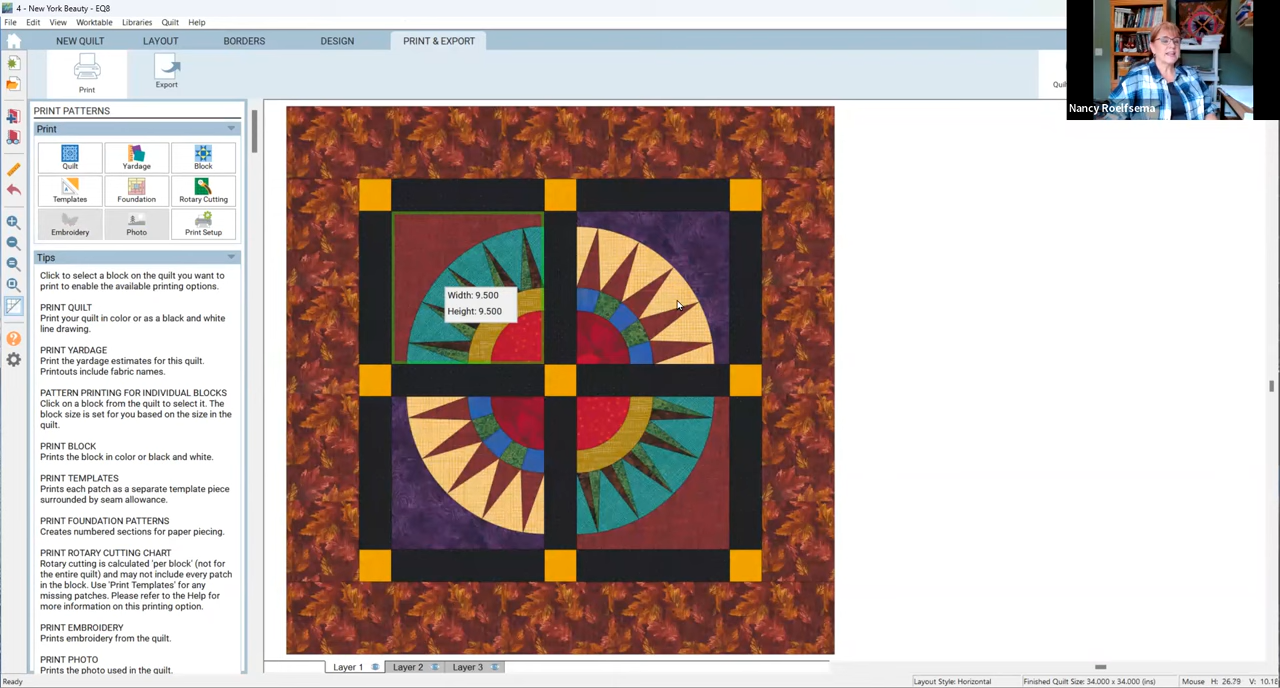 4 - New York Beauty - EQ8
File Edit View Worktable Libraries Quilt Help
NEW QUILT LAYOUT BORDERS DESIGN PRINT & EXPORT
Print Export
Nancy Roelfsema
PRINT PATTERNS
Print
Quilt Yardage Block
Templates Foundation Rotary Cutting
Embroidery Photo Print Setup
Tips
Click to select a block on the quilt you want to
print to enable the available printing options.
PRINT QUILT
Print your quilt in color or as a black and white
line drawing.
PRINT YARDAGE
Print the yardage estimates for this quilt.
Printouts include fabric names.
PATTERN PRINTING FOR INDIVIDUAL BLOCKS
Click on a block from the quilt to select it. The
block size is set for you based on the size in the
quilt.
PRINT BLOCK
Prints the block in color or black and white.
PRINT TEMPLATES
Prints each patch as a separate template piece
surrounded by seam allowance.
PRINT FOUNDATION PATTERNS
Creates numbered sections for paper piecing.
PRINT ROTARY CUTTING CHART
Rotary cutting is calculated 'per block' (not for
the entire quilt) and may not include every patch
in the block. Use 'Print Templates' for any
missing patches. Please refer to the Help for
more information on this printing option.
PRINT EMBROIDERY
Prints embroidery from the quilt.
PRINT PHOTO
Prints the photo used in the quilt.
Width: 9.500
Height: 9.500
Layer 1 Layer 2 Layer 3
Ready
Layout Style: Horizontal Finished Quilt Size: 34.000 x 34.000 (ins) Mouse H: 26.79 V: 10.18